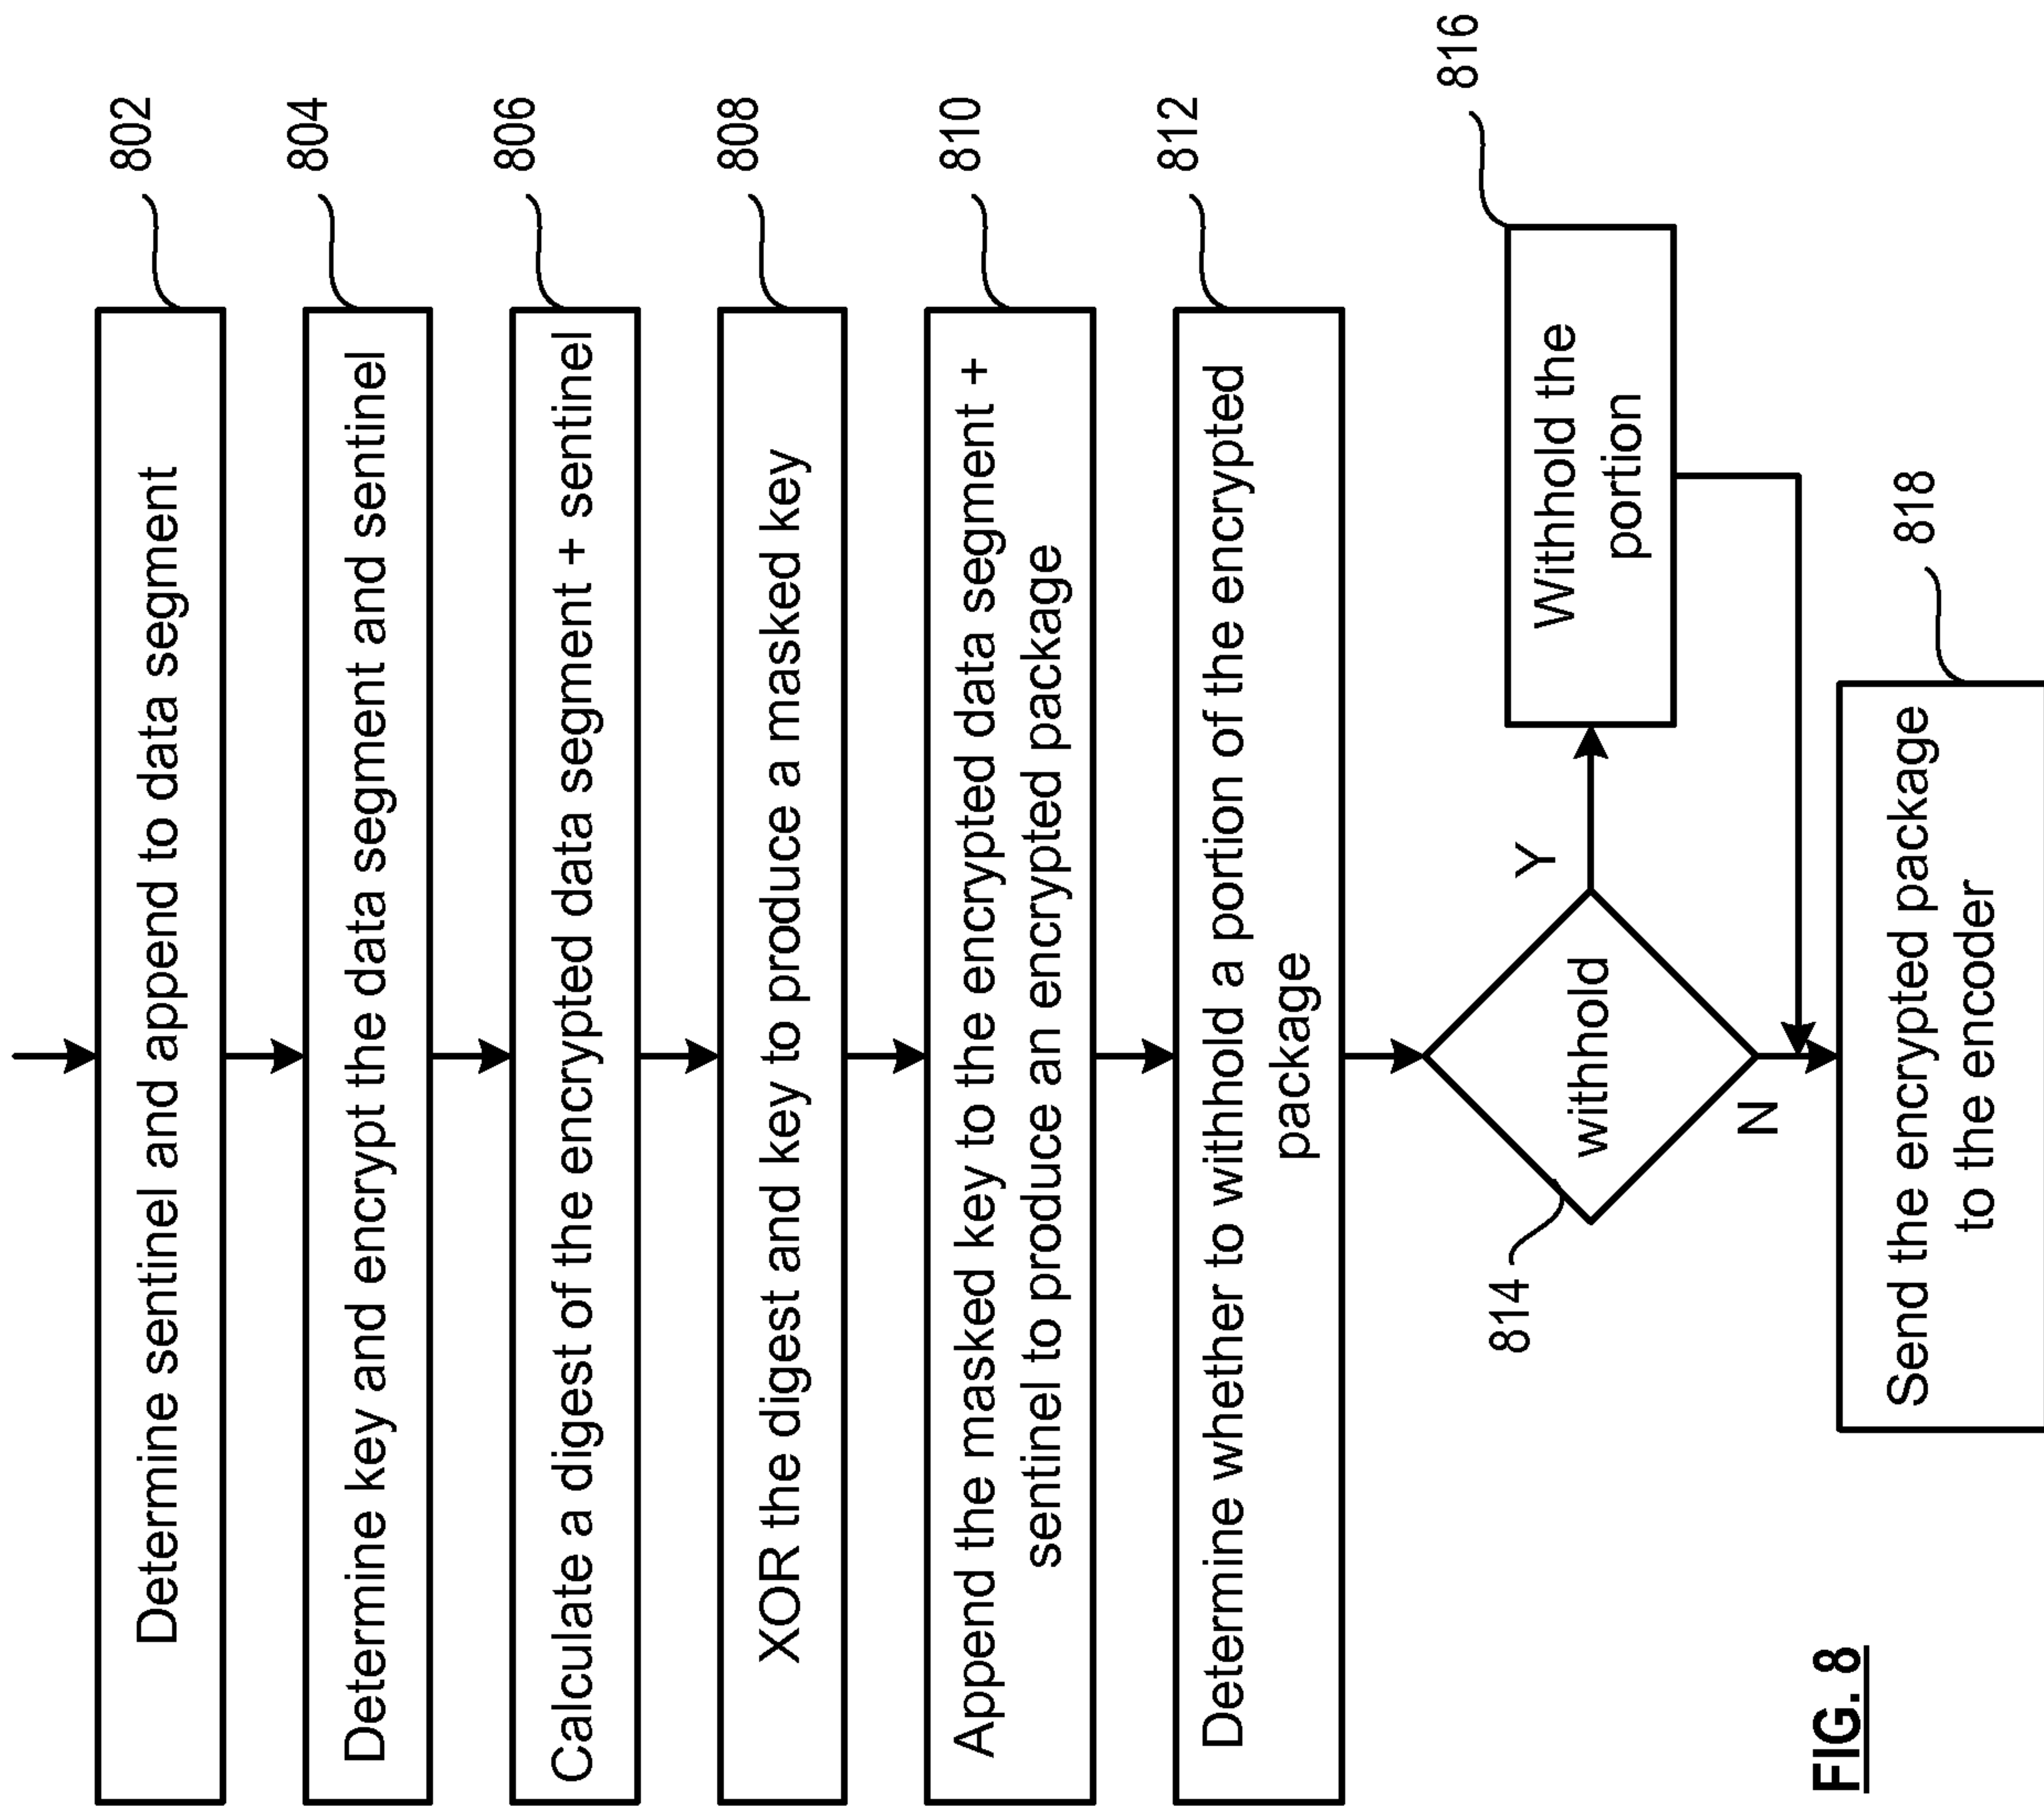 802
Determine sentinel and append to data segment
804
Determine key and encrypt the data segment and sentinel
806
Calculate a digest of the encrypted data segment + sentinel
808
XOR the digest and key to produce a masked key
810
Append the masked key to the encrypted data segment +
sentinel to produce an encrypted package
812
Determine whether to withhold a portion of the encrypted
package
814
withhold
Y
N
816
Withhold the
portion
818
Send the encrypted package
to the encoder
FIG. 8